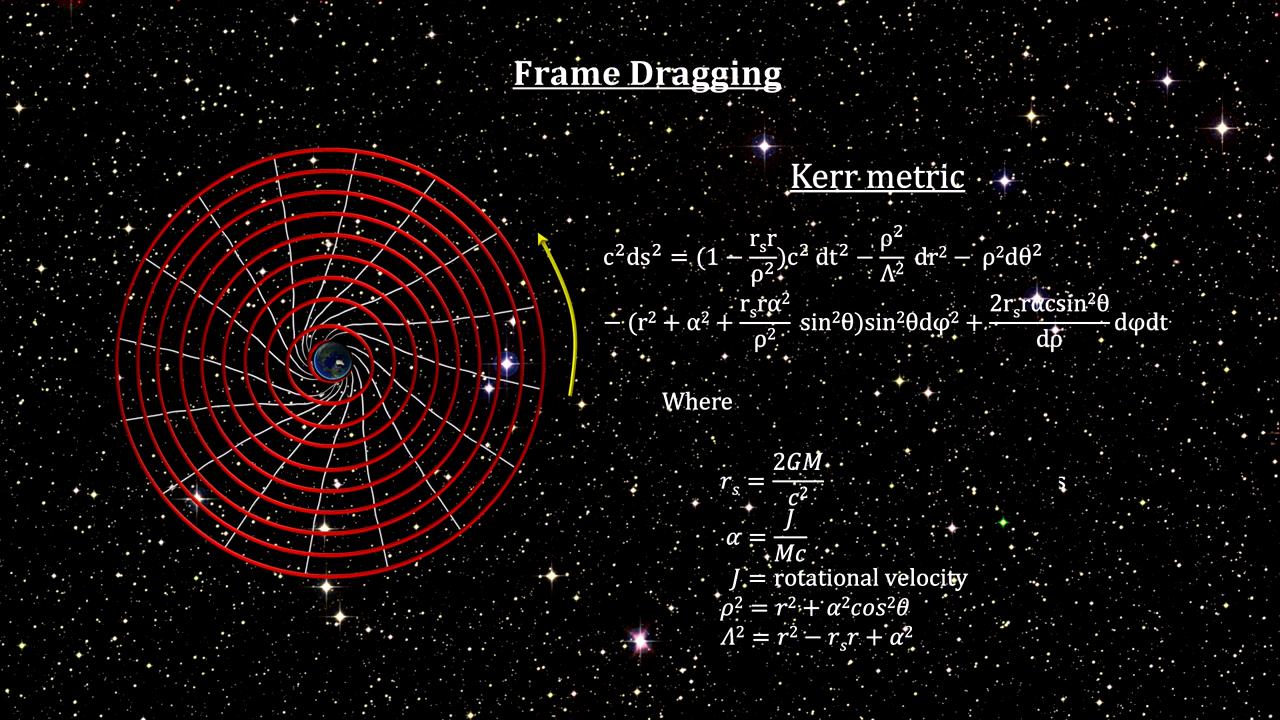 Frame Dragging
Kerr metric
c²ds² = (1 − rₛr/ρ²)c² dt² − ρ²/Λ² dr² − ρ²dθ²
− (r² + α² + rₛrα²/ρ² sin²θ)sin²θdφ² + 2rₛrαcsin²θ/dρ dφdt
Where
rₛ = 2GM/c²
s
α = J/Mc
J = rotational velocity
ρ² = r² + α²cos²θ
Λ² = r² − rₛr + α²